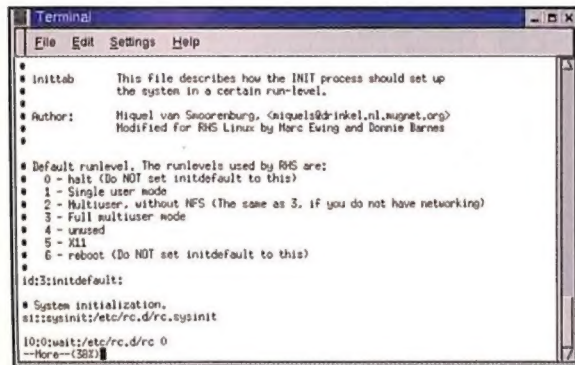 Terminal
File Edit Settings Help
#
# inittab This file describes how the INIT process should set up
# the system in a certain run-level.
#
# Author: Miquel van Smoorenburg, <miquels@drinkel.nl.mugnet.org>
# Modified for RHS Linux by Marc Ewing and Donnie Barnes
#
# Default runlevel. The runlevels used by RHS are:
# 0 - halt (Do NOT set initdefault to this)
# 1 - Single user mode
# 2 - Multiuser, without NFS (The same as 3, if you do not have networking)
# 3 - Full multiuser mode
# 4 - unused
# 5 - X11
# 6 - reboot (Do NOT set initdefault to this)
#
id:3:initdefault:
# System initialization.
si::sysinit:/etc/rc.d/rc.sysinit
l0:0:wait:/etc/rc.d/rc 0
--More--(38%)